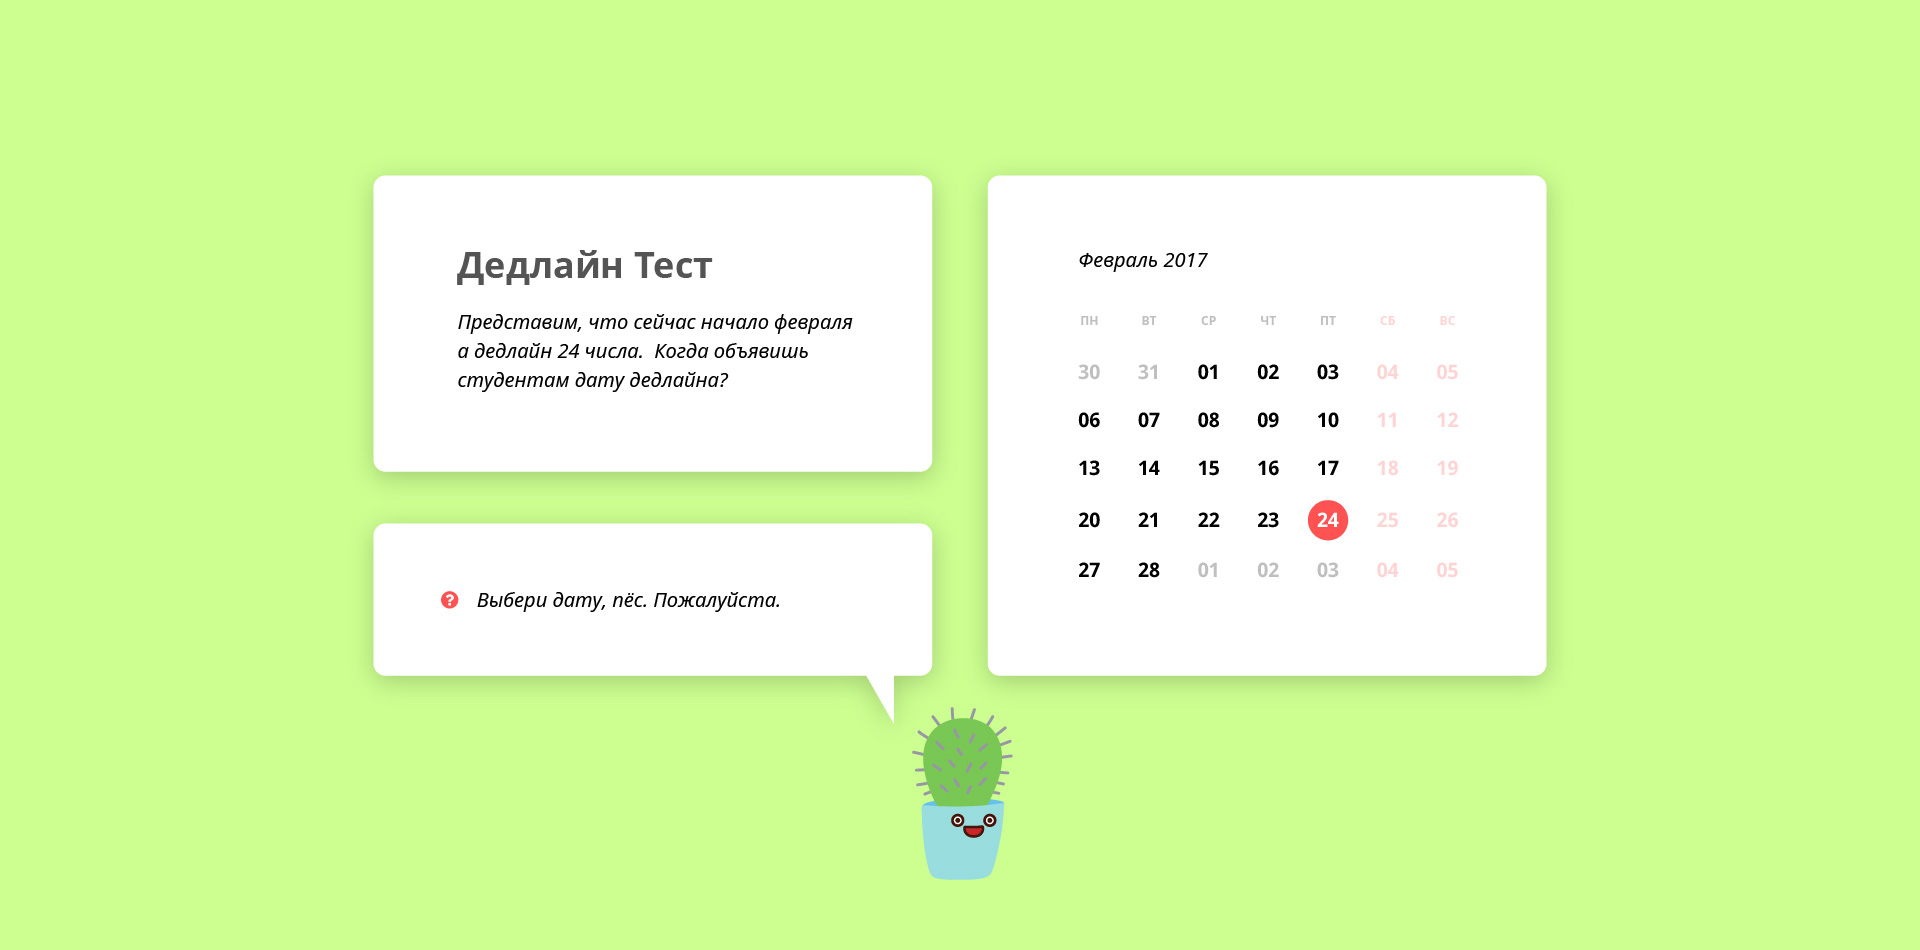 Дедлайн Тест
Представим, что сейчас начало февраля
а дедлайн 24 числа.  Когда объявишь
студентам дату дедлайна?
? Выбери дату, пёс. Пожалуйста.
Февраль 2017
ПН ВТ СР ЧТ ПТ СБ ВС
30 31 01 02 03 04 05
06 07 08 09 10 11 12
13 14 15 16 17 18 19
20 21 22 23 24 25 26
27 28 01 02 03 04 05